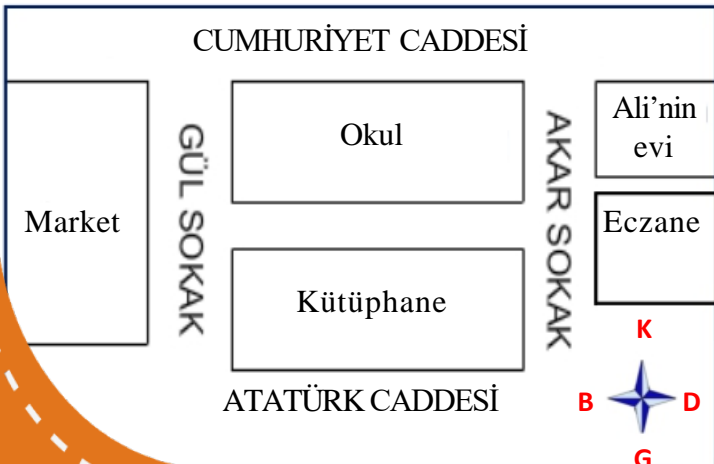 CUMHURİYET CADDESİ
Market
GÜL SOKAK
Okul
Kütüphane
AKAR SOKAK
Ali’nin
evi
Eczane
ATATÜRK CADDESİ
K
B
D
G